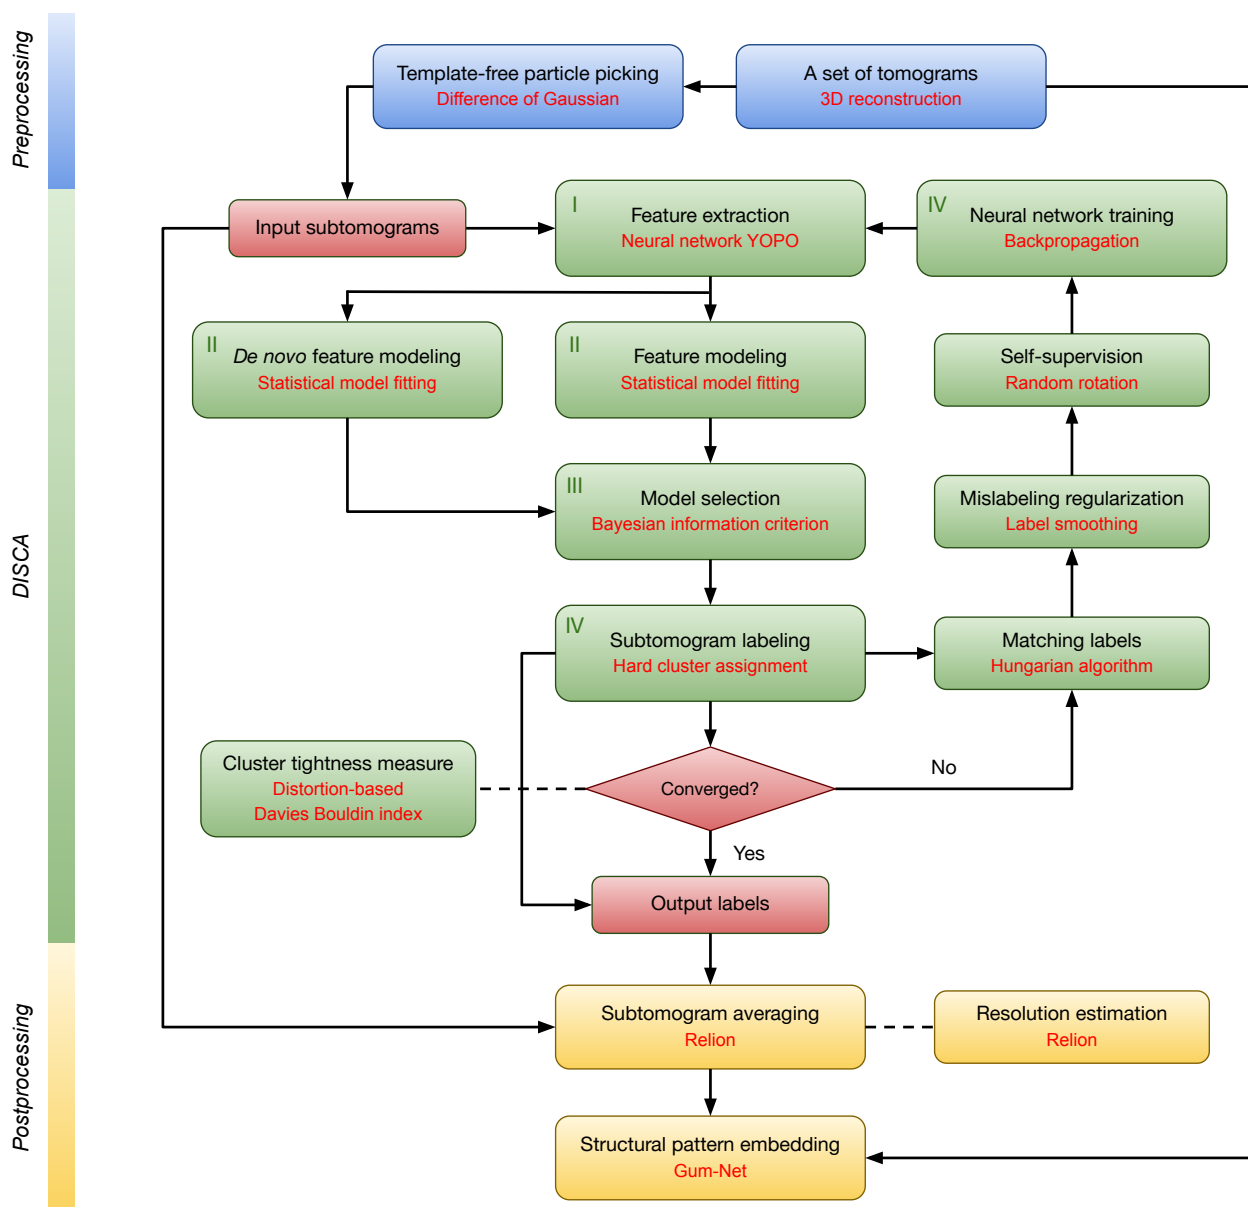 Preprocessing
Template-free particle picking
Difference of Gaussian
A set of tomograms
3D reconstruction
DISCA
Input subtomograms
I
Feature extraction
Neural network YOPO
IV
Neural network training
Backpropagation
II
De novo feature modeling
Statistical model fitting
II
Feature modeling
Statistical model fitting
Self-supervision
Random rotation
III
Model selection
Bayesian information criterion
Mislabeling regularization
Label smoothing
IV
Subtomogram labeling
Hard cluster assignment
Matching labels
Hungarian algorithm
Cluster tightness measure
Distortion-based
Davies Bouldin index
Converged?
No
Yes
Output labels
Postprocessing
Subtomogram averaging
Relion
Resolution estimation
Relion
Structural pattern embedding
Gum-Net